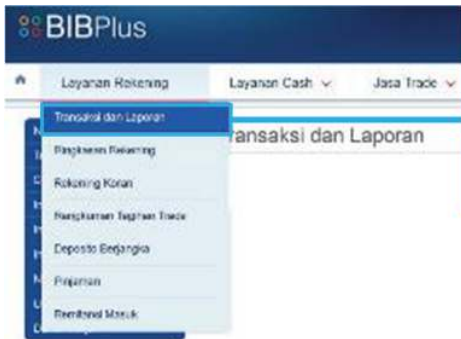 BIBPlus
Layanan Rekening Layanan Cash Jasa Trade
Transaksi dan Laporan
ransaksi dan Laporan
Ringkasan Rekening
Rekening Koran
Rangkuman Tagihan Trade
Deposito Berjangka
Pinjaman
Remitansi Masuk